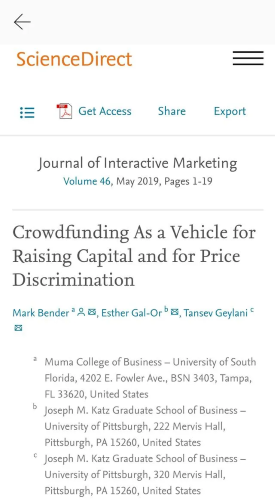 ScienceDirect
Get Access Share Export
Journal of Interactive Marketing
Volume 46, May 2019, Pages 1-19
Crowdfunding As a Vehicle for
Raising Capital and for Price
Discrimination
Mark Bender a, Esther Gal-Or b, Tansev Geylani c
a Muma College of Business – University of South
Florida, 4202 E. Fowler Ave., BSN 3403, Tampa,
FL 33620, United States
b Joseph M. Katz Graduate School of Business –
University of Pittsburgh, 222 Mervis Hall,
Pittsburgh, PA 15260, United States
c Joseph M. Katz Graduate School of Business –
University of Pittsburgh, 320 Mervis Hall,
Pittsburgh, PA 15260, United States